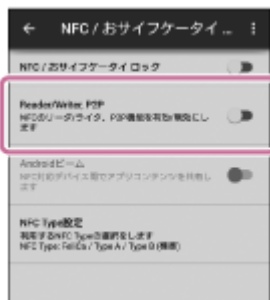 NFC / おサイフケータイ ...
NFC / おサイフケータイ ロック
Reader/Writer, P2P
NFCのリーダ/ライタ、P2P機能を有効/無効にし
ます
Androidビーム
NFC対応デバイス間でアプリコンテンツを共有し
ます
NFC Type設定
利用するNFC Typeの選択をします
NFC Type: FeliCa / Type A / Type B (標準)